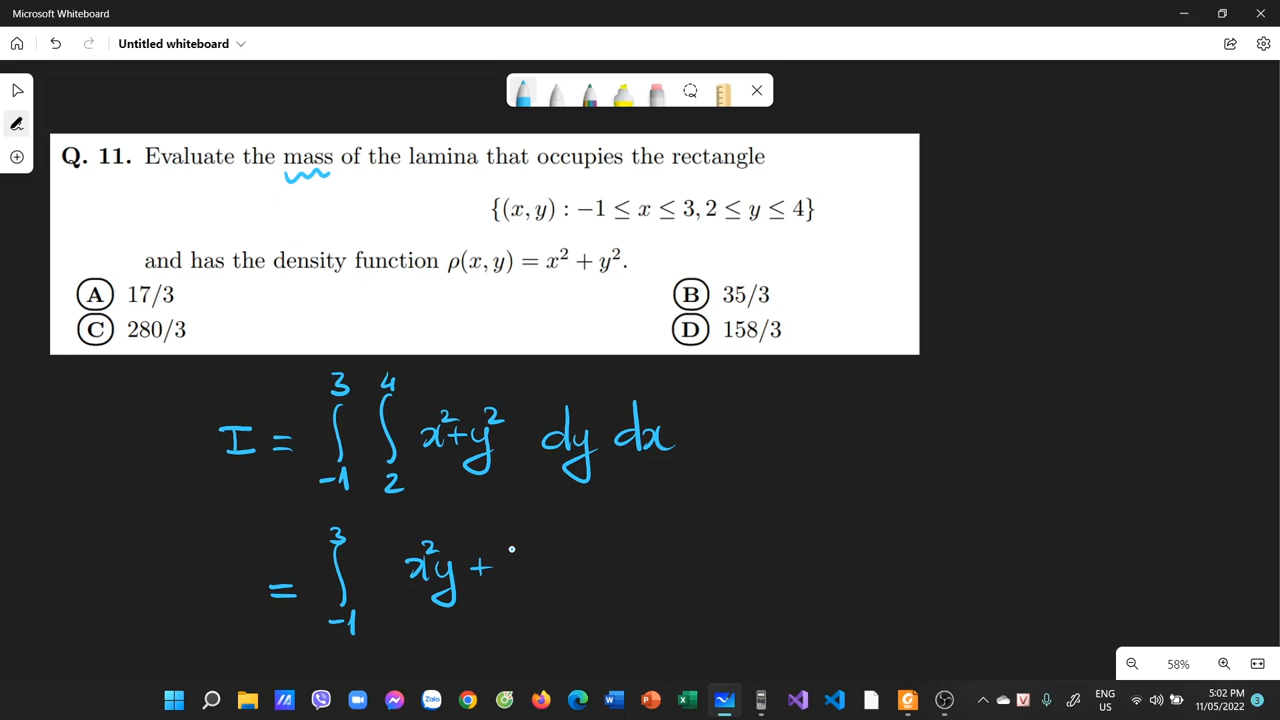 Microsoft Whiteboard
Untitled whiteboard
Q. 11. Evaluate the mass of the lamina that occupies the rectangle
{(x, y) : −1 ≤ x ≤ 3, 2 ≤ y ≤ 4}
and has the density function ρ(x, y) = x² + y².
A 17/3 B 35/3
C 280/3 D 158/3
I = ∫₋₁³ ∫₂⁴ x²+y² dy dx
= ∫₋₁³ x²y +
58%
Zalo
ENG
US
5:02 PM
11/05/2022
3